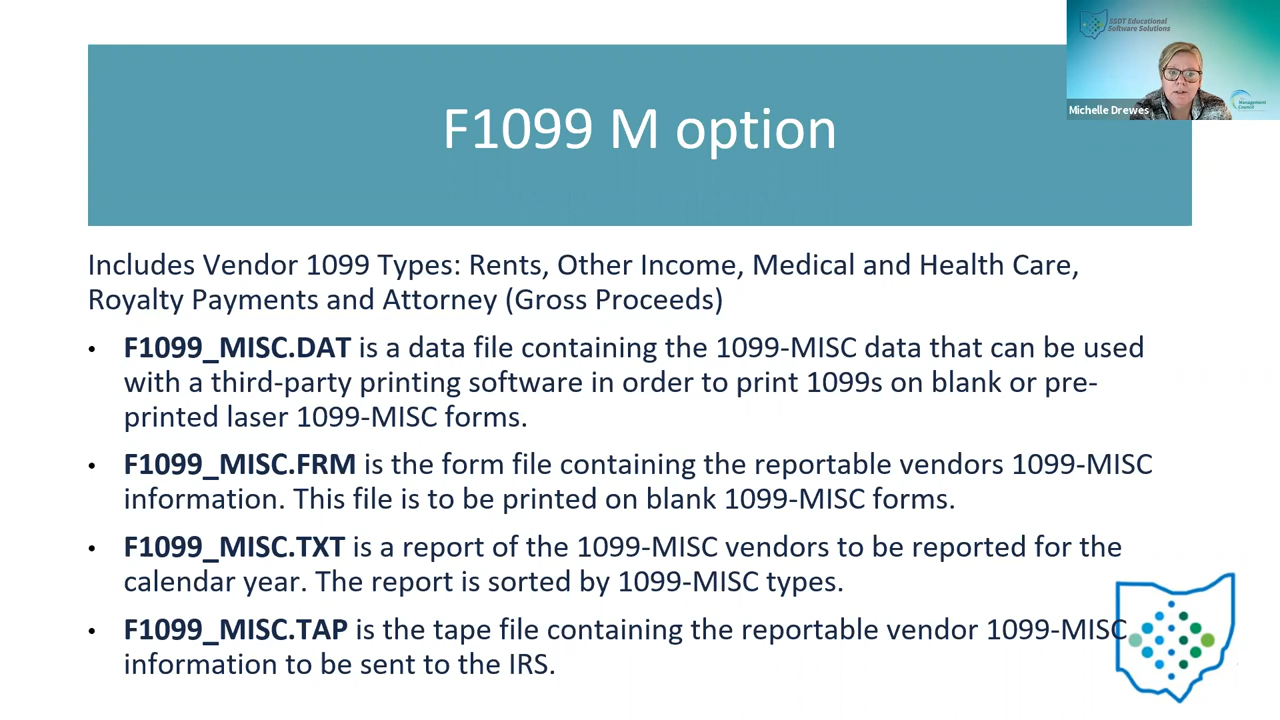 SSDT Educational
Software Solutions
Michelle Drewes
Management
Council
F1099 M option
Includes Vendor 1099 Types: Rents, Other Income, Medical and Health Care,
Royalty Payments and Attorney (Gross Proceeds)
• F1099_MISC.DAT is a data file containing the 1099-MISC data that can be used
with a third-party printing software in order to print 1099s on blank or pre-
printed laser 1099-MISC forms.
• F1099_MISC.FRM is the form file containing the reportable vendors 1099-MISC
information. This file is to be printed on blank 1099-MISC forms.
• F1099_MISC.TXT is a report of the 1099-MISC vendors to be reported for the
calendar year. The report is sorted by 1099-MISC types.
• F1099_MISC.TAP is the tape file containing the reportable vendor 1099-MISC
information to be sent to the IRS.